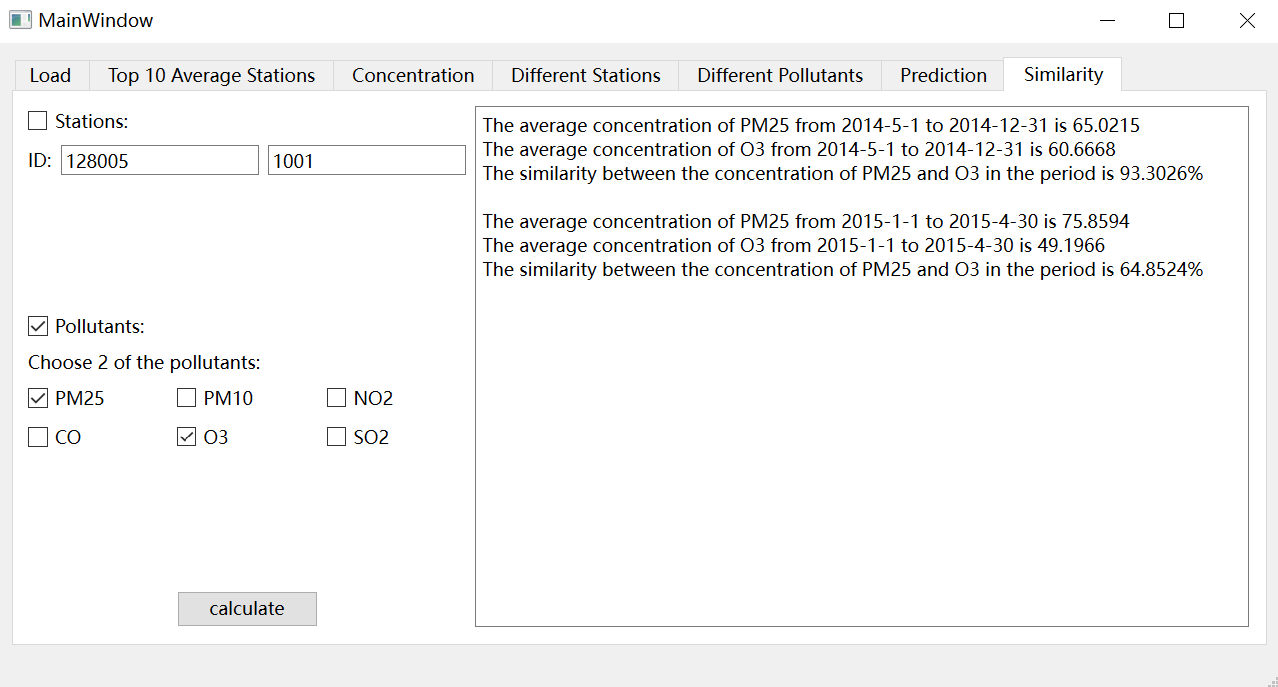 MainWindow
Load Top 10 Average Stations Concentration Different Stations Different Pollutants Prediction Similarity
Stations:
ID: 128005 1001
Pollutants:
Choose 2 of the pollutants:
PM25 PM10 NO2
CO O3 SO2
calculate
The average concentration of PM25 from 2014-5-1 to 2014-12-31 is 65.0215
The average concentration of O3 from 2014-5-1 to 2014-12-31 is 60.6668
The similarity between the concentration of PM25 and O3 in the period is 93.3026%
The average concentration of PM25 from 2015-1-1 to 2015-4-30 is 75.8594
The average concentration of O3 from 2015-1-1 to 2015-4-30 is 49.1966
The similarity between the concentration of PM25 and O3 in the period is 64.8524%